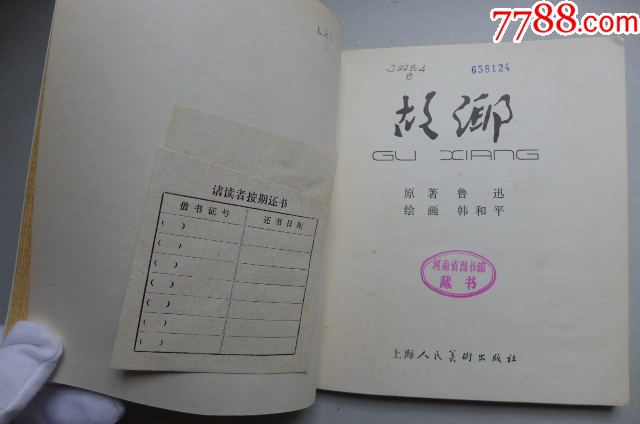 7788.com
请读者按期还书
借书证号 还书日期
( )
( )
( )
( )
( )
( )
J228.4
B
658124
故鄉
GU XIANG
原著 鲁迅
绘画 韩和平
河南省图书馆
藏书
上海人民美術出版社